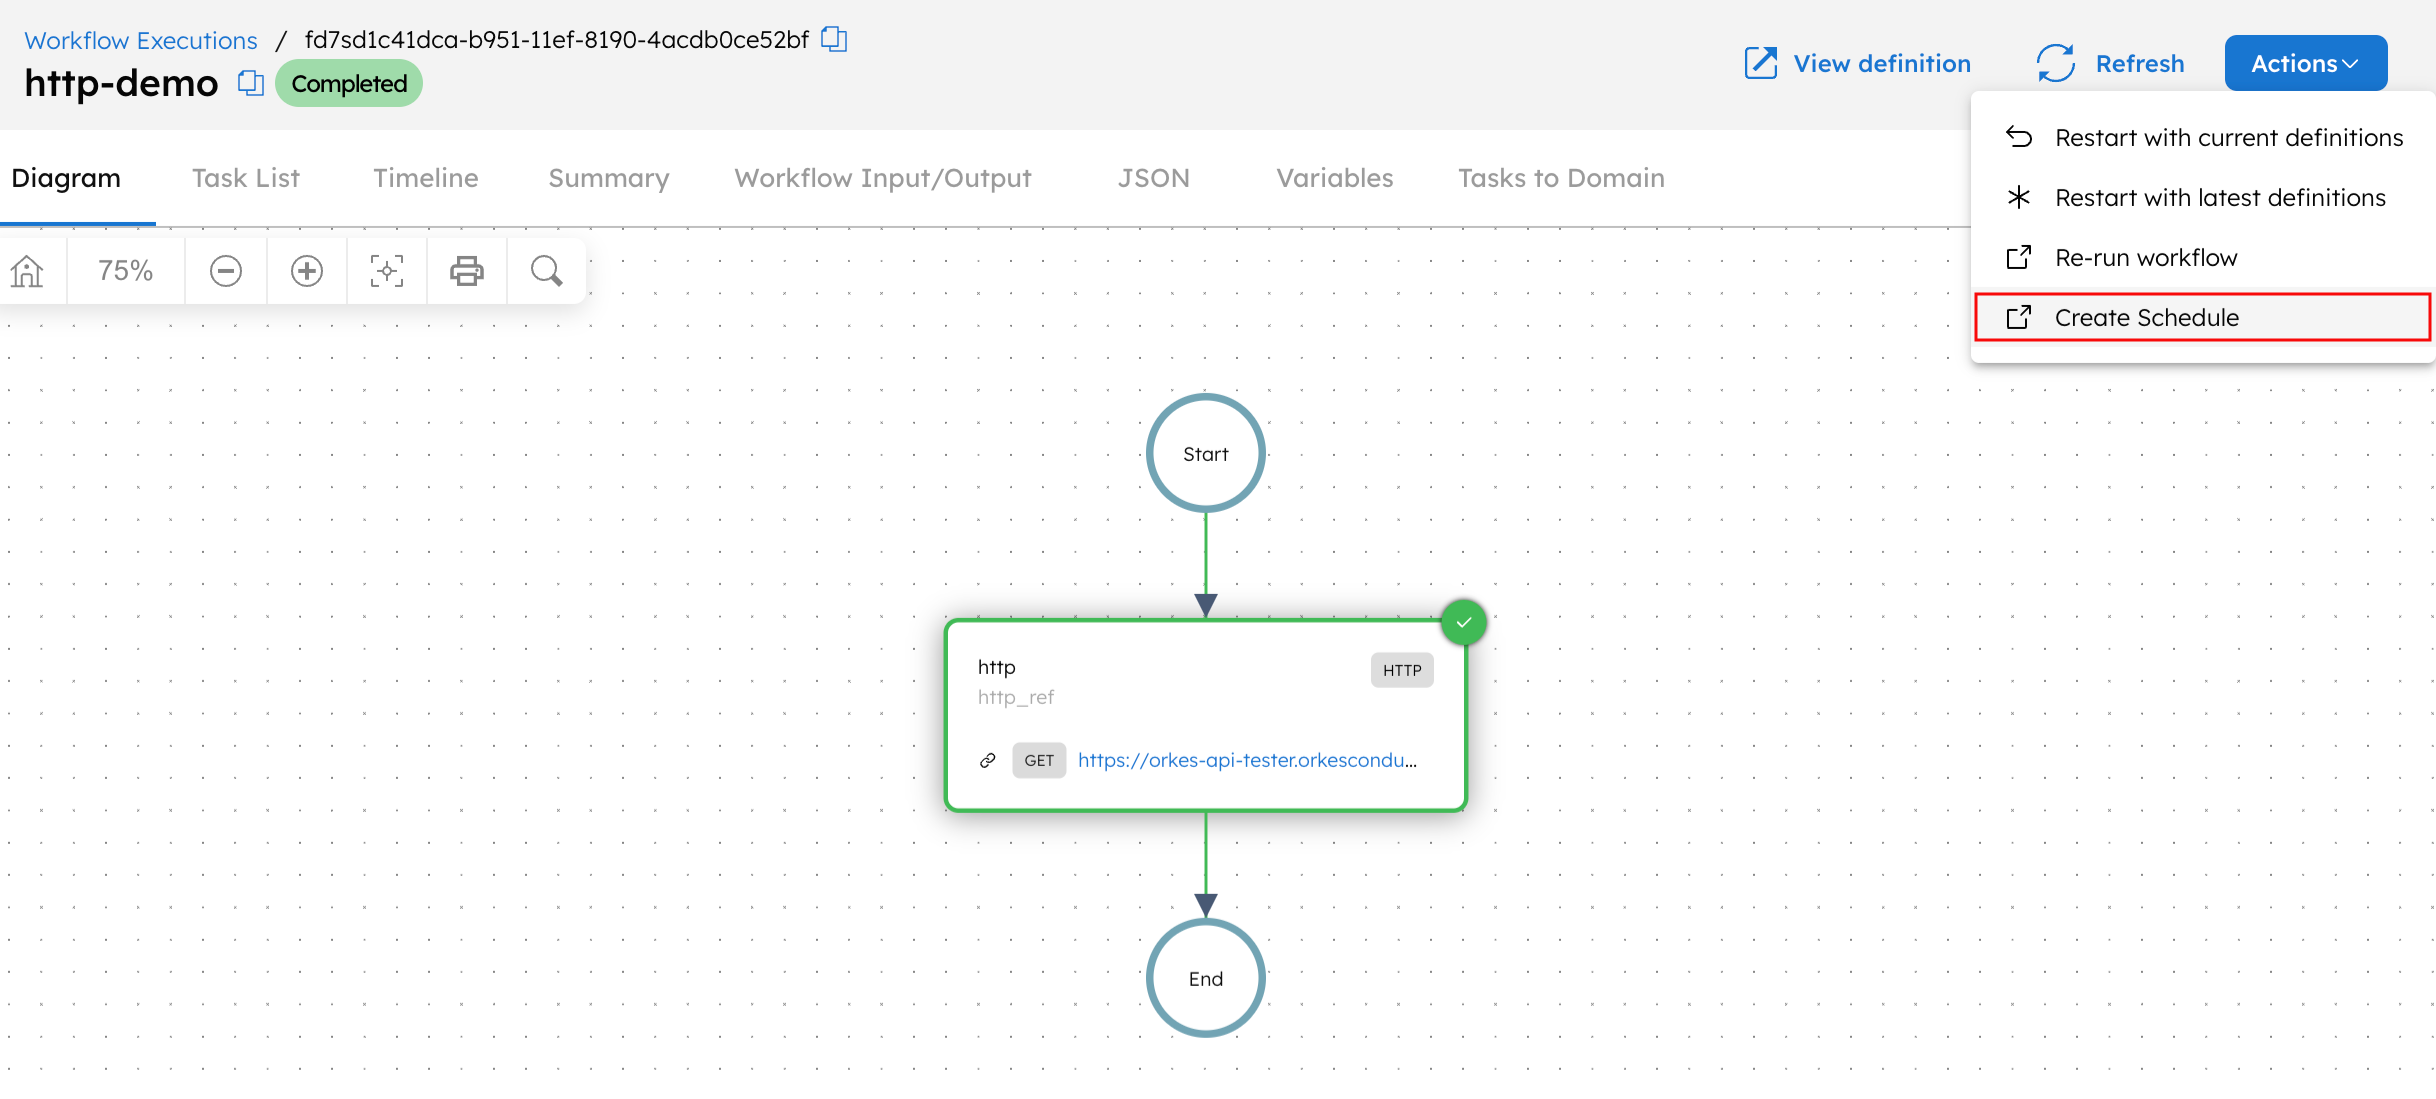 Workflow Executions / fd7sd1c41dca-b951-11ef-8190-4acdb0ce52bf
http-demo Completed
View definition Refresh Actions
Restart with current definitions
Restart with latest definitions
Re-run workflow
Create Schedule
Diagram Task List Timeline Summary Workflow Input/Output JSON Variables Tasks to Domain
75%
Start
http HTTP
http_ref
GET https://orkes-api-tester.orkescondu...
End